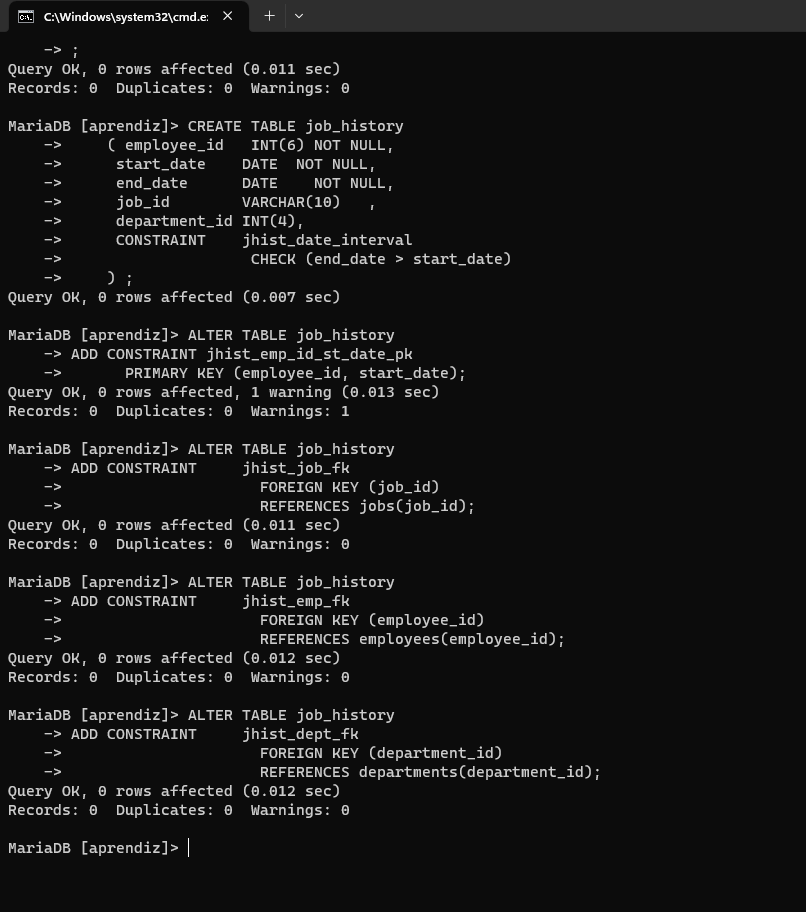 C:\Windows\system32\cmd.e
    -> ;
Query OK, 0 rows affected (0.011 sec)
Records: 0  Duplicates: 0  Warnings: 0

MariaDB [aprendiz]> CREATE TABLE job_history
    ->     ( employee_id   INT(6) NOT NULL,
    ->      start_date    DATE  NOT NULL,
    ->      end_date      DATE    NOT NULL,
    ->      job_id        VARCHAR(10)   ,
    ->      department_id INT(4),
    ->      CONSTRAINT    jhist_date_interval
    ->                     CHECK (end_date > start_date)
    ->     ) ;
Query OK, 0 rows affected (0.007 sec)

MariaDB [aprendiz]> ALTER TABLE job_history
    -> ADD CONSTRAINT jhist_emp_id_st_date_pk
    ->       PRIMARY KEY (employee_id, start_date);
Query OK, 0 rows affected, 1 warning (0.013 sec)
Records: 0  Duplicates: 0  Warnings: 1

MariaDB [aprendiz]> ALTER TABLE job_history
    -> ADD CONSTRAINT     jhist_job_fk
    ->                      FOREIGN KEY (job_id)
    ->                      REFERENCES jobs(job_id);
Query OK, 0 rows affected (0.011 sec)
Records: 0  Duplicates: 0  Warnings: 0

MariaDB [aprendiz]> ALTER TABLE job_history
    -> ADD CONSTRAINT     jhist_emp_fk
    ->                      FOREIGN KEY (employee_id)
    ->                      REFERENCES employees(employee_id);
Query OK, 0 rows affected (0.012 sec)
Records: 0  Duplicates: 0  Warnings: 0

MariaDB [aprendiz]> ALTER TABLE job_history
    -> ADD CONSTRAINT     jhist_dept_fk
    ->                      FOREIGN KEY (department_id)
    ->                      REFERENCES departments(department_id);
Query OK, 0 rows affected (0.012 sec)
Records: 0  Duplicates: 0  Warnings: 0

MariaDB [aprendiz]>